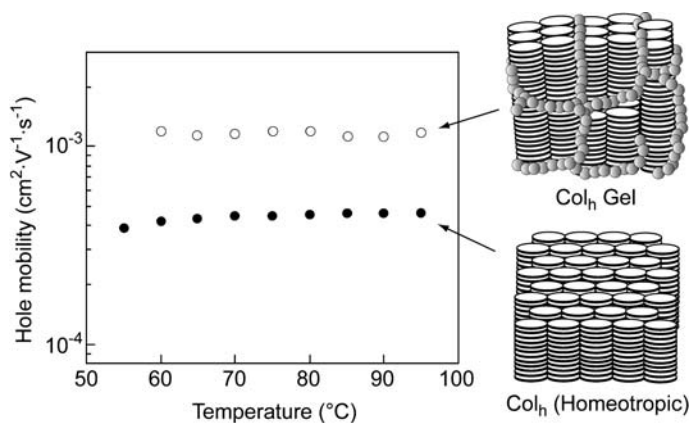 Hole mobility (cm²·V⁻¹·s⁻¹)
10⁻³
10⁻⁴
50 60 70 80 90 100
Temperature (°C)
Colₕ Gel
Colₕ (Homeotropic)